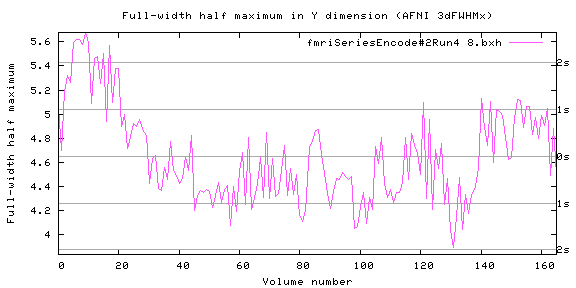 Full-width half maximum in Y dimension (AFNI 3dFWHMx)
fmriSeriesEncode#2Run4 8.bxh
Full-width half maximum
5.6
5.4
5.2
5
4.8
4.6
4.4
4.2
4
2s
1s
0s
1s
2s
0 20 40 60 80 100 120 140 160
Volume number